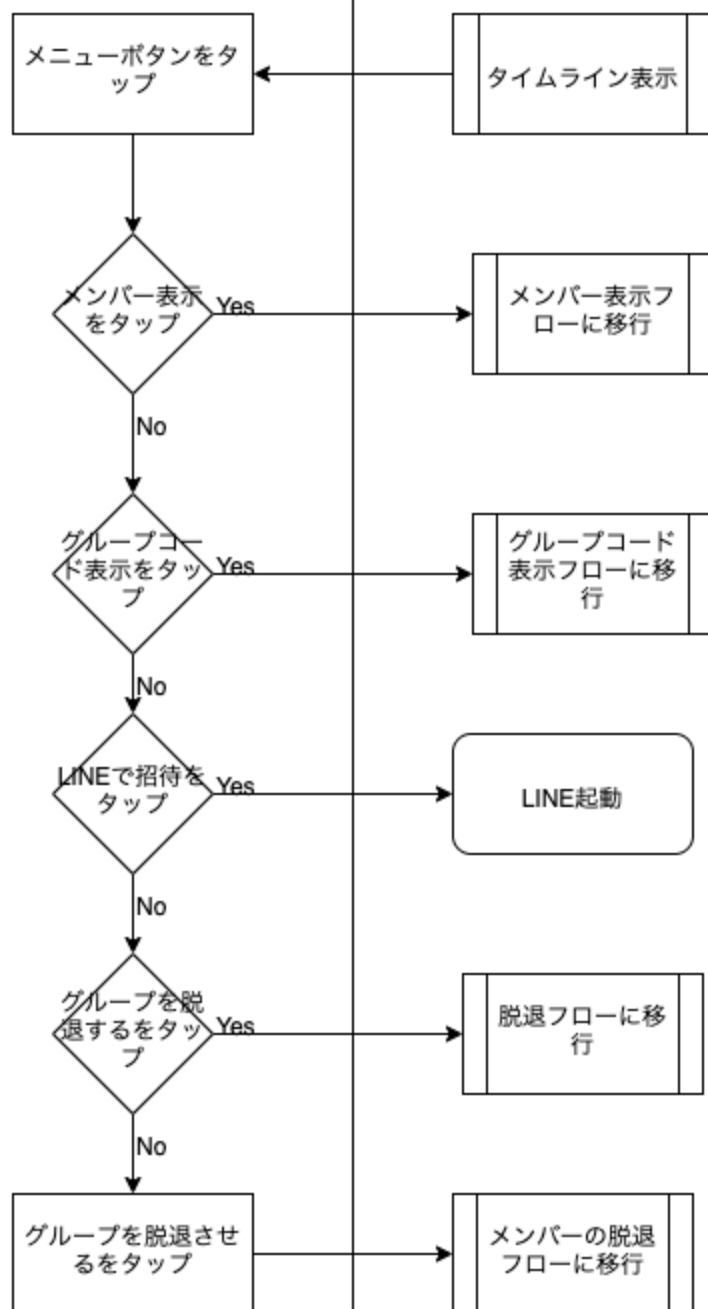 メニューボタンをタ
ップ
タイムライン表示
メンバー表示
をタップ
Yes
メンバー表示フ
ローに移行
No
グループコー
ド表示をタッ
プ
Yes
グループコード
表示フローに移
行
No
LINEで招待を
タップ
Yes
LINE起動
No
グループを脱
退するをタッ
プ
Yes
脱退フローに移
行
No
グループを脱退させ
るをタップ
メンバーの脱退
フローに移行